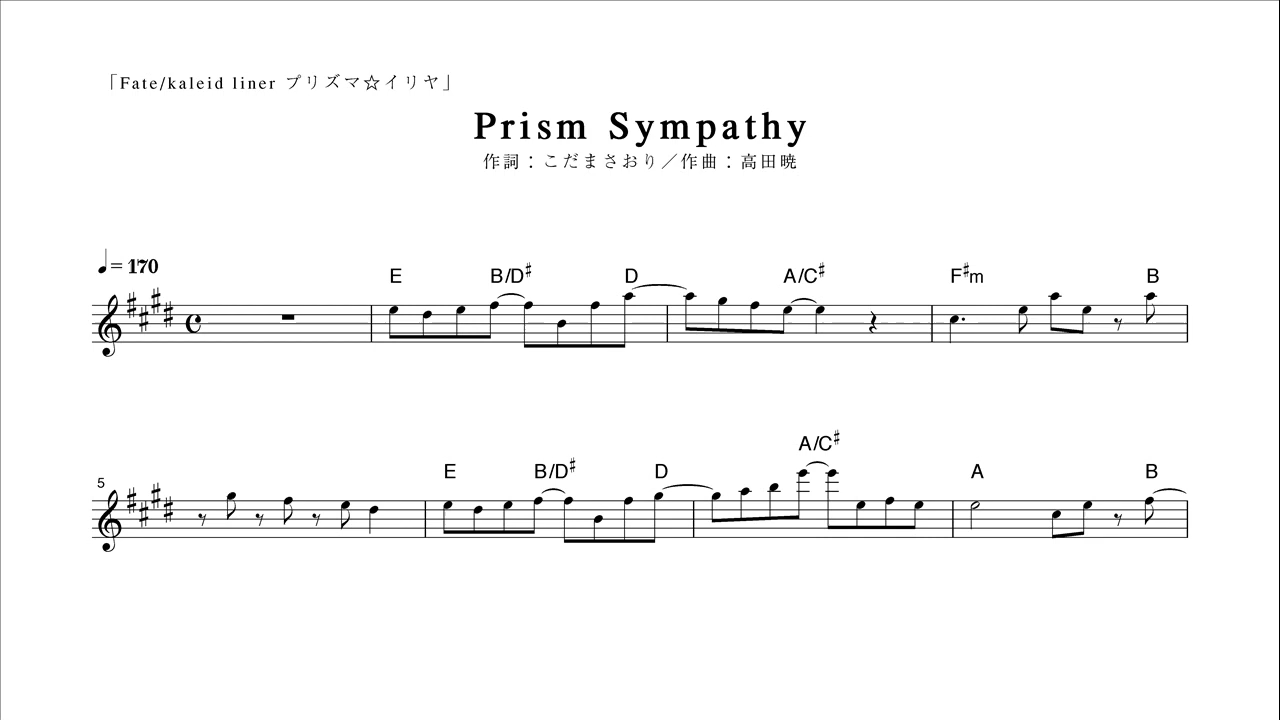 「Fate/kaleid liner プリズマ☆イリヤ」
Prism Sympathy
作詞：こだまさおり／作曲：高田暁
♩= 170
E B/D♯ D A/C♯ F♯m B
5
E B/D♯ D A/C♯ A B